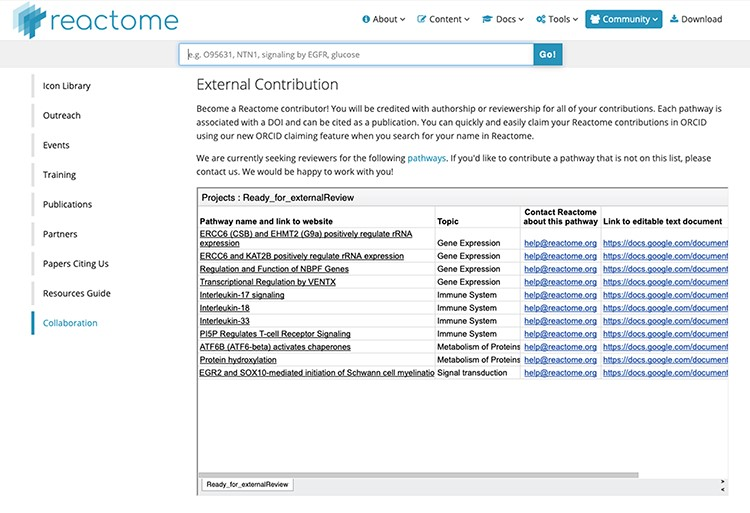 reactome
About
Content
Docs
Tools
Community
Download
e.g. O95631, NTN1, signaling by EGFR, glucose
Go!
Icon Library
Outreach
Events
Training
Publications
Partners
Papers Citing Us
Resources Guide
Collaboration
External Contribution
Become a Reactome contributor! You will be credited with authorship or reviewership for all of your contributions. Each pathway is
associated with a DOI and can be cited as a publication. You can quickly and easily claim your Reactome contributions in ORCID
using our new ORCID claiming feature when you search for your name in Reactome.
We are currently seeking reviewers for the following pathways. If you'd like to contribute a pathway that is not on this list, please
contact us. We would be happy to work with you!
Projects : Ready_for_externalReview
Pathway name and link to website Topic Contact Reactome about this pathway Link to editable text document
ERCC6 (CSB) and EHMT2 (G9a) positively regulate rRNA
expression Gene Expression help@reactome.org https://docs.google.com/document
ERCC6 and KAT2B positively regulate rRNA expression Gene Expression help@reactome.org https://docs.google.com/document
Regulation and Function of NBPF Genes Gene Expression help@reactome.org https://docs.google.com/document
Transcriptional Regulation by VENTX Gene Expression help@reactome.org https://docs.google.com/document
Interleukin-17 signaling Immune System help@reactome.org https://docs.google.com/document
Interleukin-18 Immune System help@reactome.org https://docs.google.com/document
Interleukin-33 Immune System help@reactome.org https://docs.google.com/document
PI5P Regulates T-cell Receptor Signaling Immune System help@reactome.org https://docs.google.com/document
ATF6B (ATF6-beta) activates chaperones Metabolism of Proteins help@reactome.org https://docs.google.com/document
Protein hydroxylation Metabolism of Proteins help@reactome.org https://docs.google.com/document
EGR2 and SOX10-mediated initiation of Schwann cell myelinatio Signal transduction help@reactome.org https://docs.google.com/document
Ready_for_externalReview